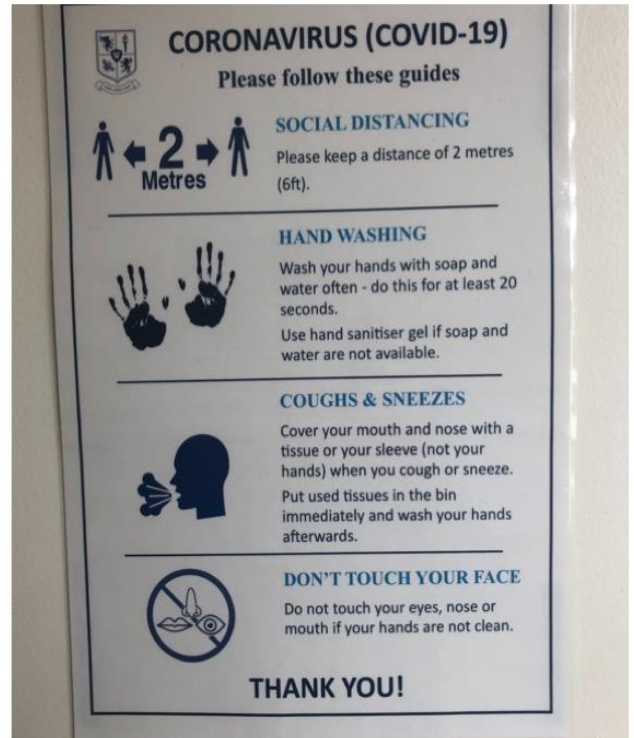 CORONAVIRUS (COVID-19)
Please follow these guides
SOCIAL DISTANCING
2
Metres
Please keep a distance of 2 metres
(6ft).
HAND WASHING
Wash your hands with soap and
water often - do this for at least 20
seconds.
Use hand sanitiser gel if soap and
water are not available.
COUGHS & SNEEZES
Cover your mouth and nose with a
tissue or your sleeve (not your
hands) when you cough or sneeze.
Put used tissues in the bin
immediately and wash your hands
afterwards.
DON'T TOUCH YOUR FACE
Do not touch your eyes, nose or
mouth if your hands are not clean.
THANK YOU!